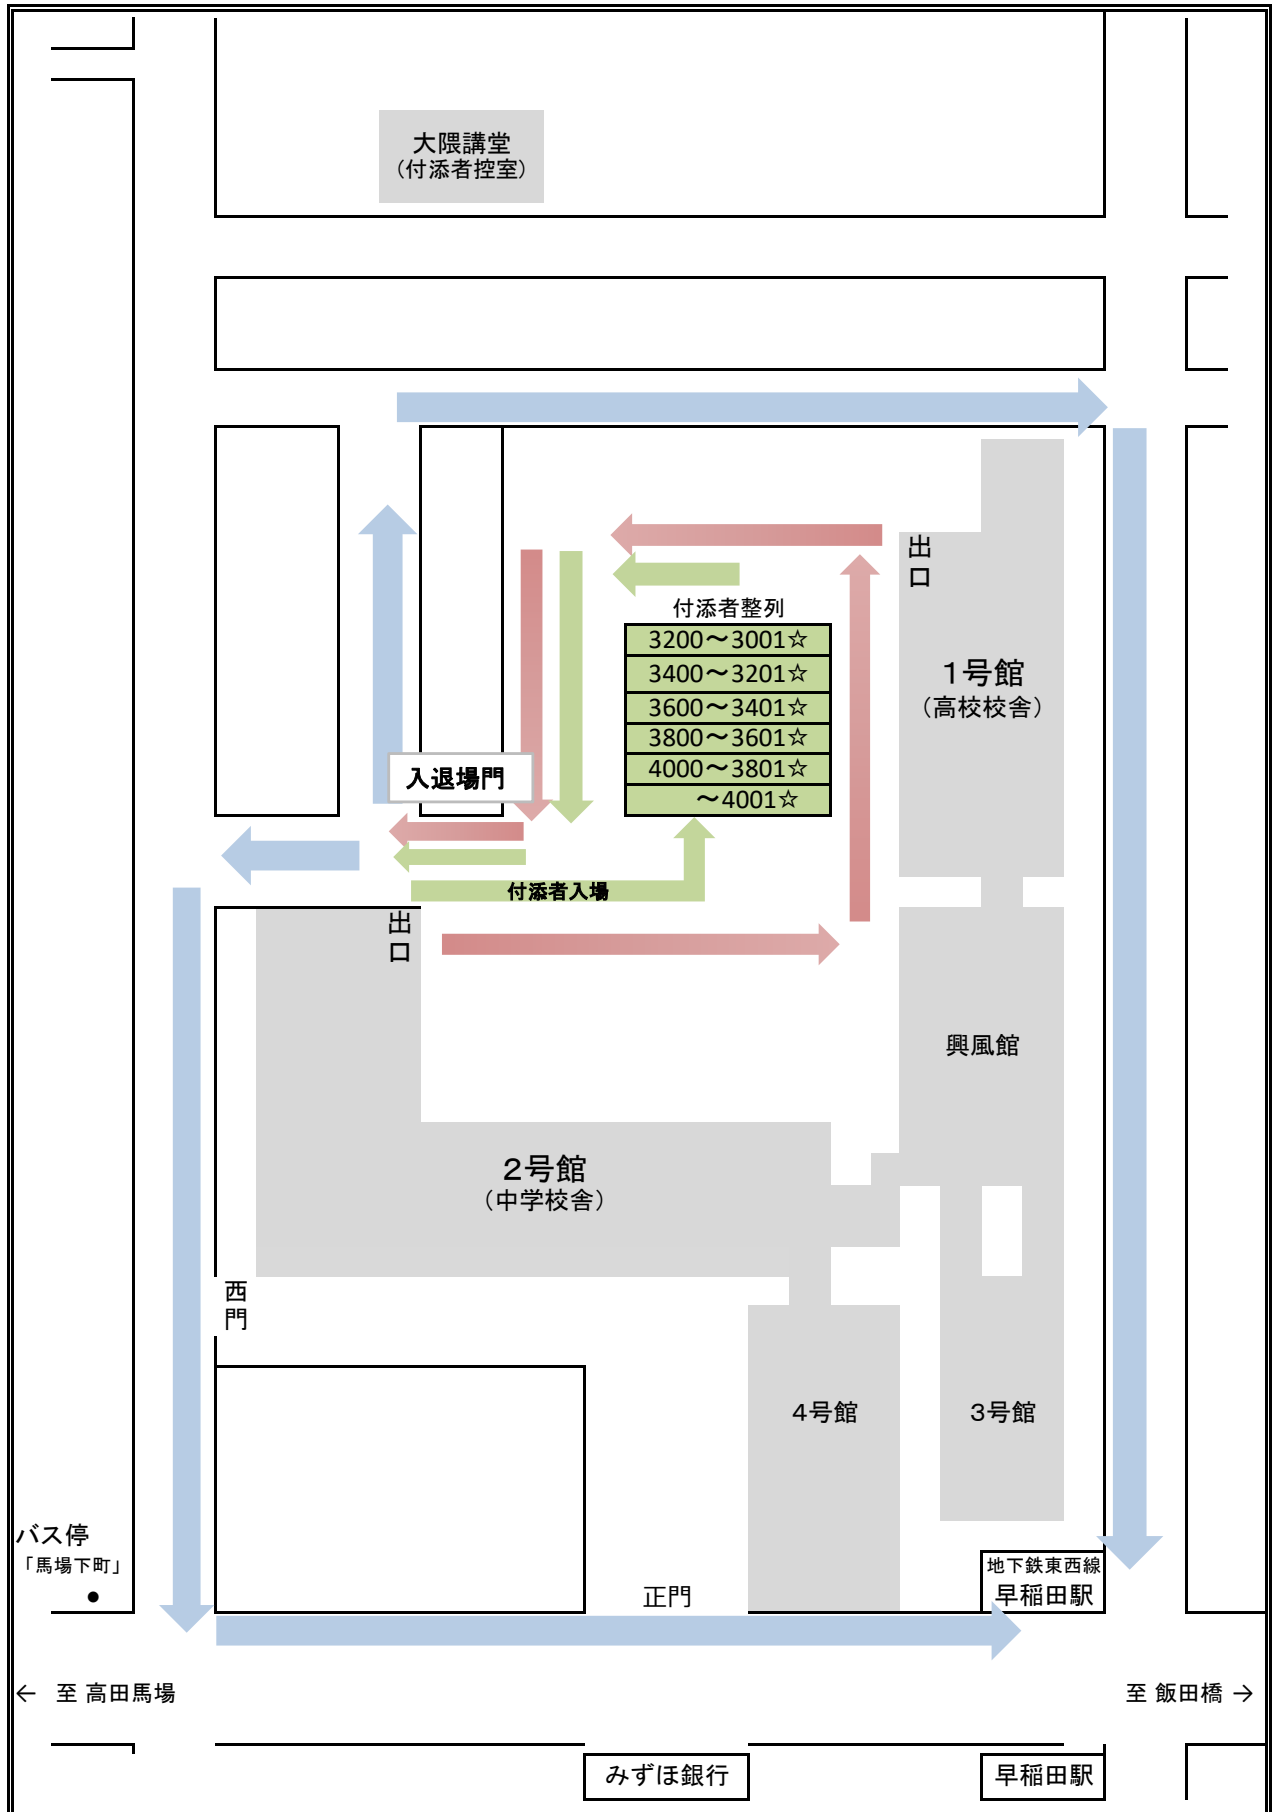 大隈講堂
（付添者控室）
出
口
付添者整列
3200～3001☆
3400～3201☆
3600～3401☆
3800～3601☆
4000～3801☆
～4001☆
1号館
（高校校舎）
入退場門
付添者入場
出
口
興風館
2号館
（中学校舎）
西
門
4号館
3号館
バス停
「馬場下町」
●
正門
地下鉄東西線
早稲田駅
← 至 高田馬場
至 飯田橋 →
みずほ銀行
早稲田駅